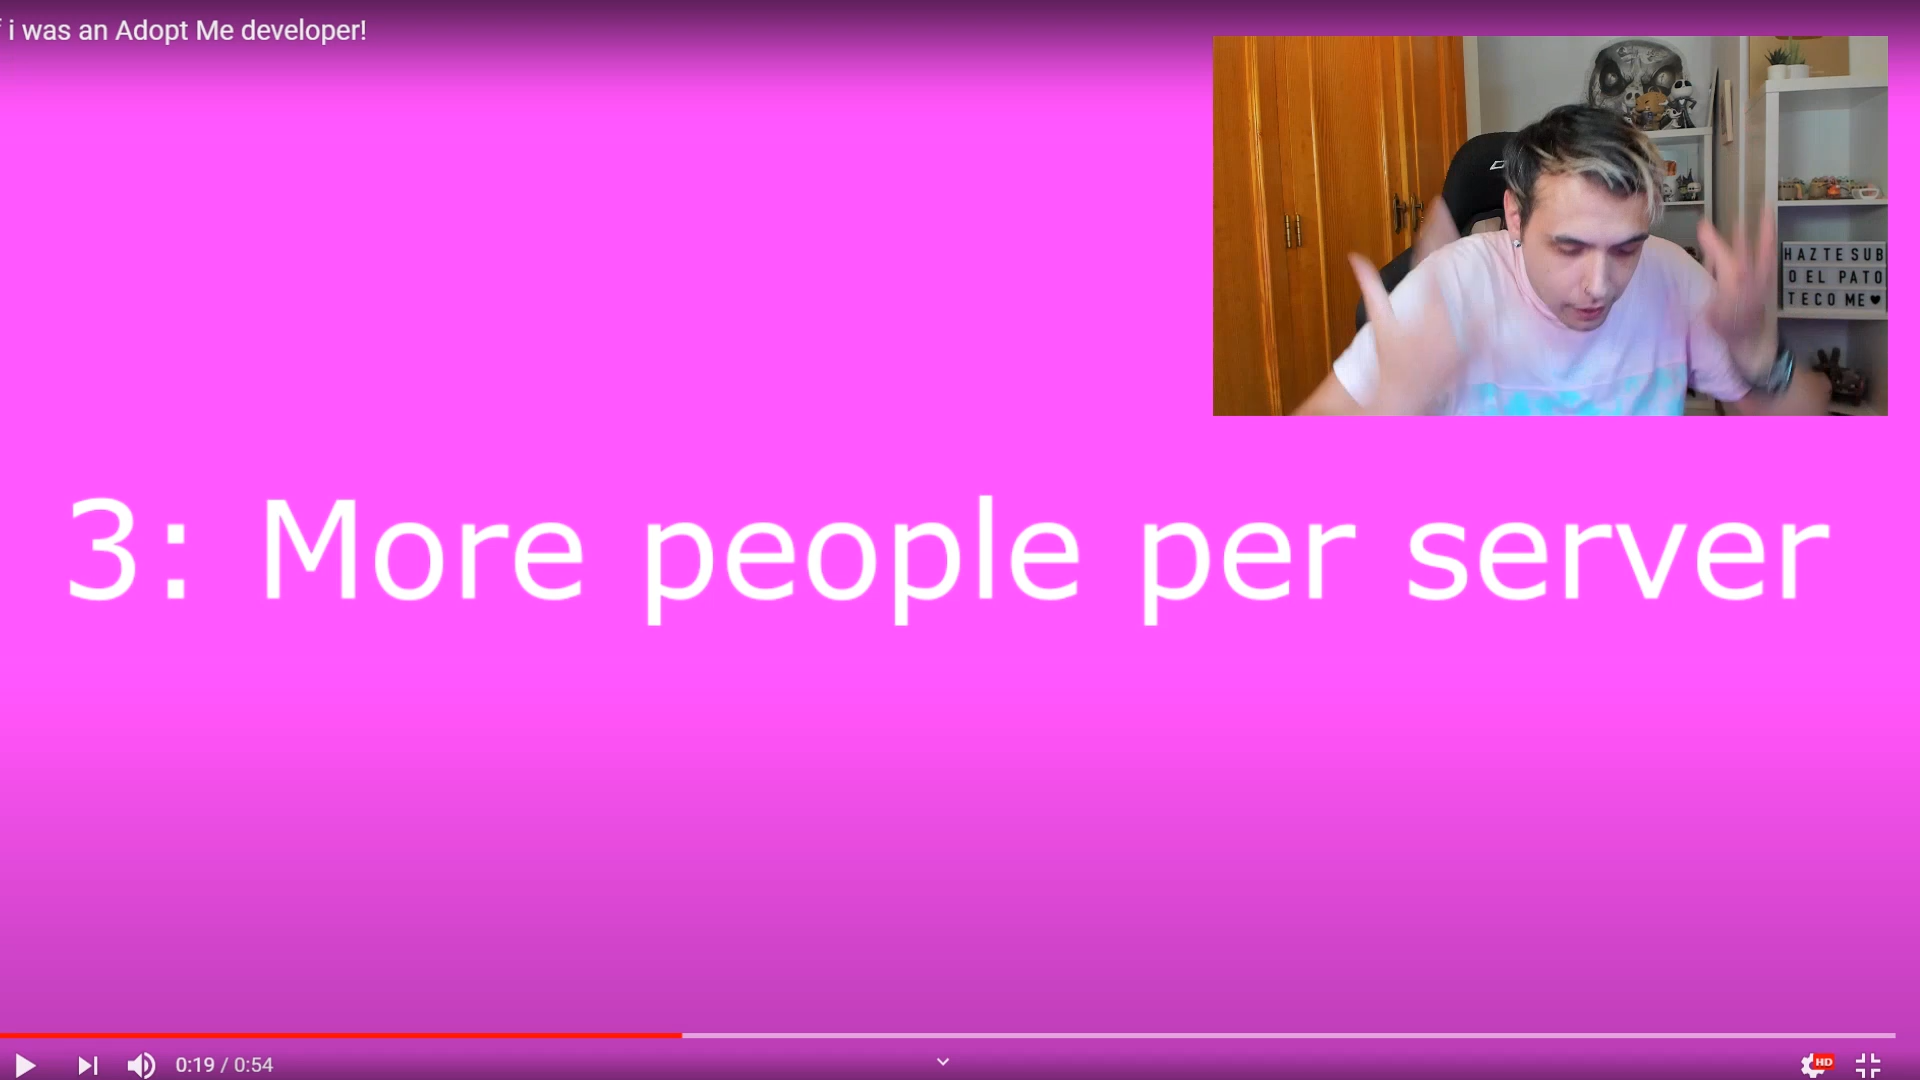 i was an Adopt Me developer!
HAZTE SUB
O EL PATO
TE COME♥
3: More people per server
0:19 / 0:54
HD